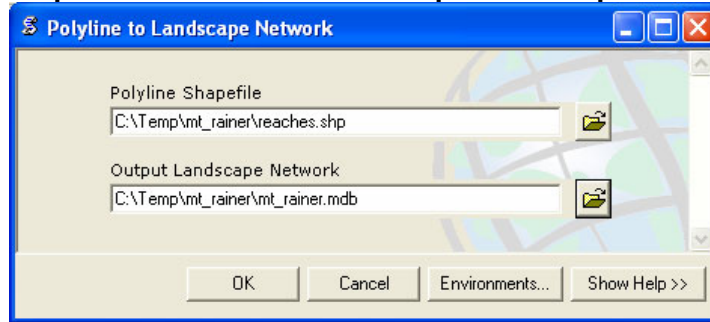 Polyline to Landscape Network
Polyline Shapefile
C:\Temp\mt_rainer\reaches.shp
Output Landscape Network
C:\Temp\mt_rainer\mt_rainer.mdb
OK Cancel Environments... Show Help >>